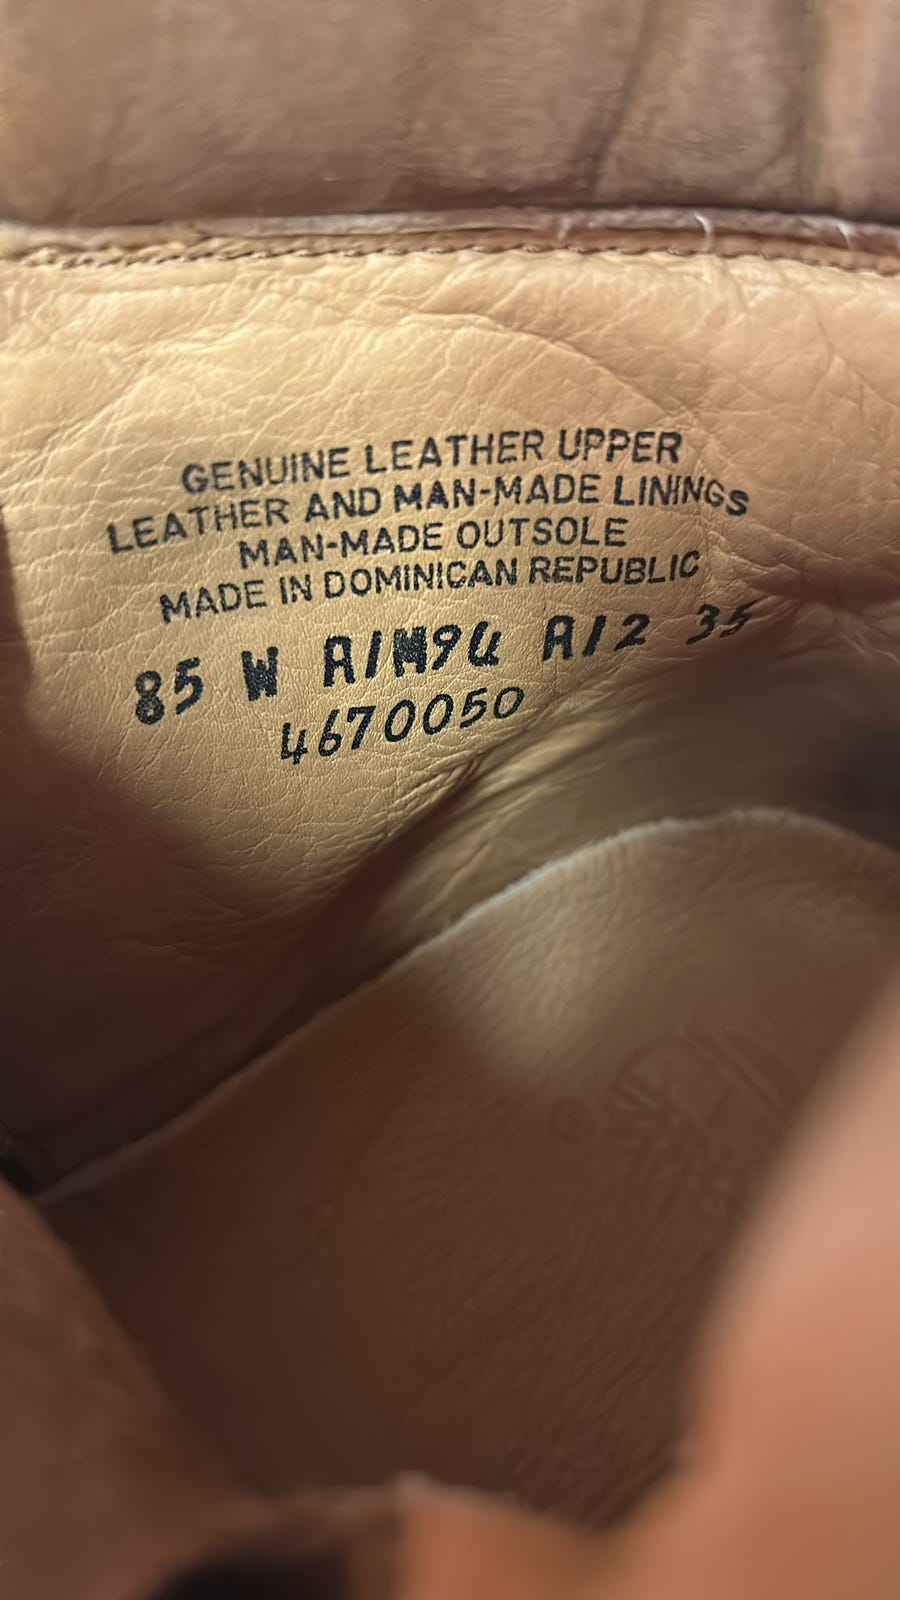 GENUINE LEATHER UPPER
LEATHER AND MAN-MADE LININGS
MAN-MADE OUTSOLE
MADE IN DOMINICAN REPUBLIC
85 W A1M94 A12 35
4670050
®